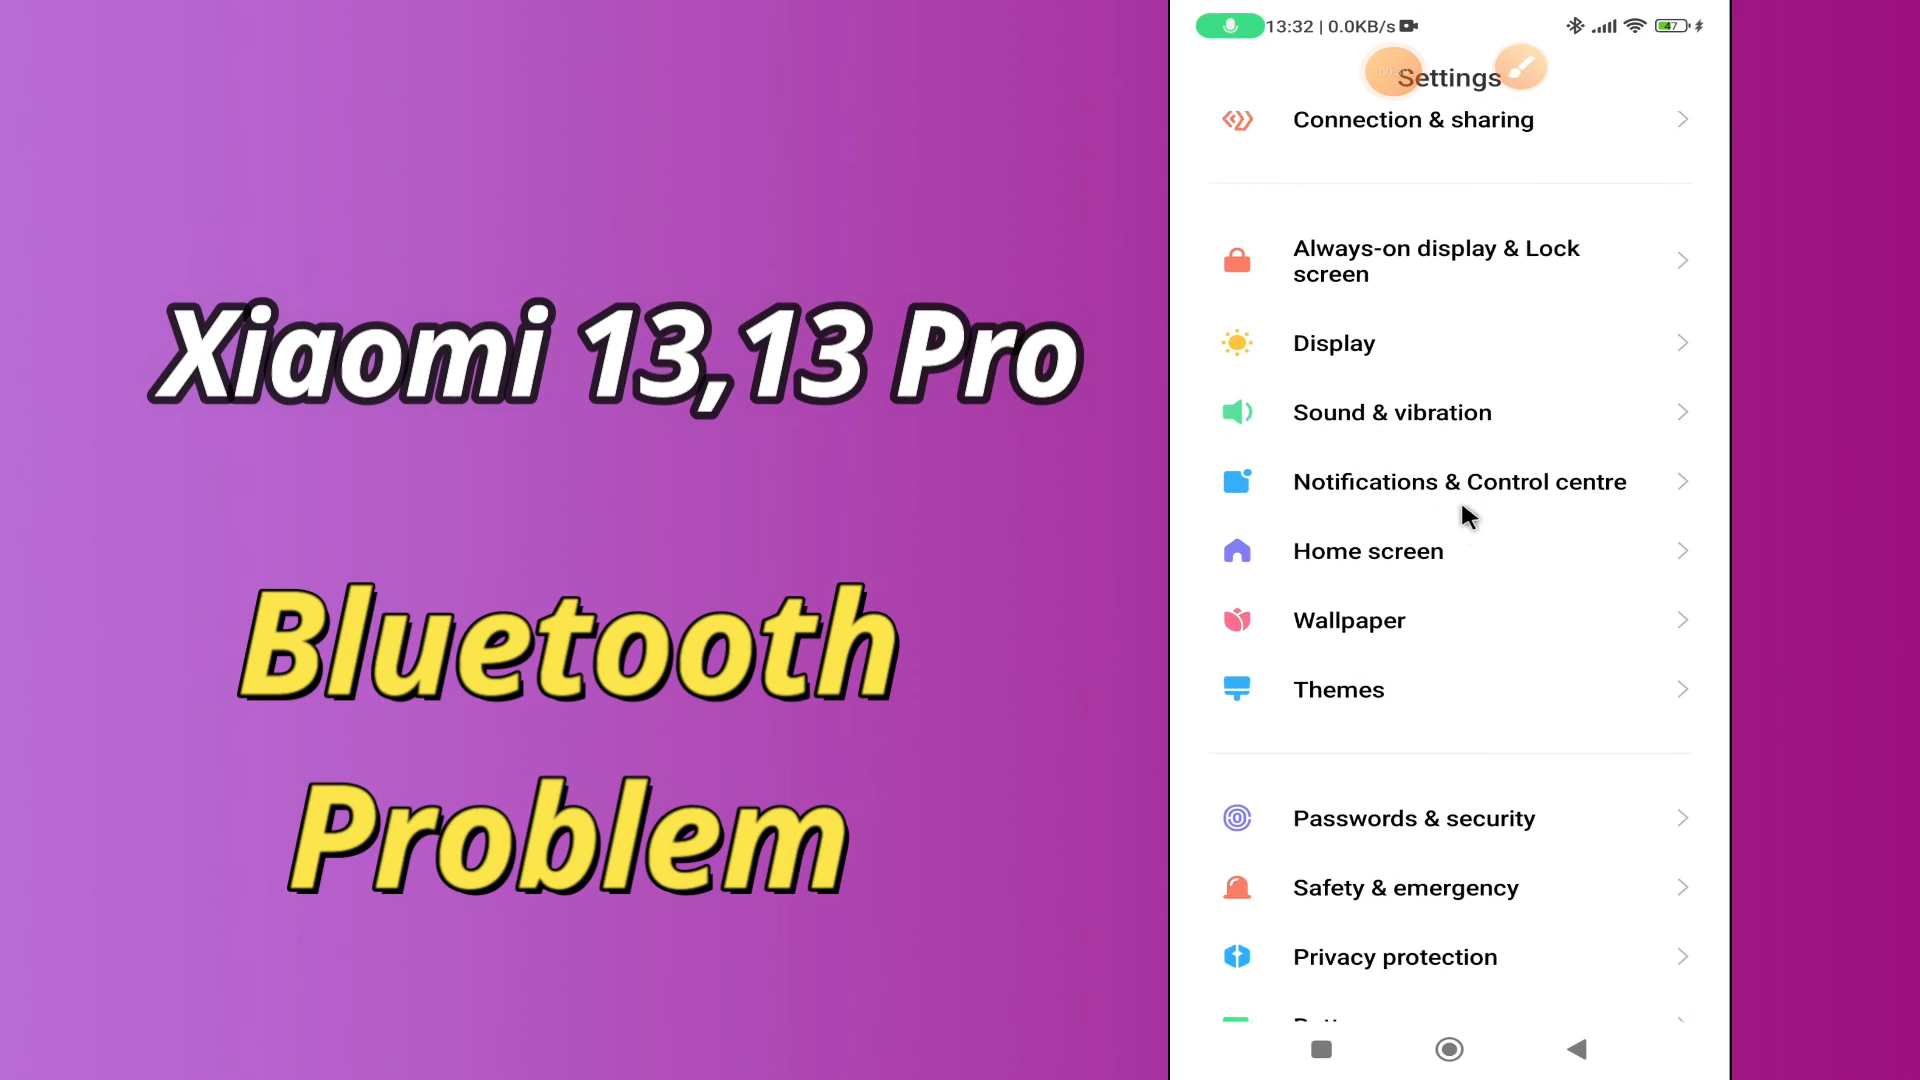 Xiaomi 13,13 Pro
Bluetooth
Problem
13:32 | 0.0KB/s
47
Settings
Connection & sharing
Always-on display & Lock
screen
Display
Sound & vibration
Notifications & Control centre
Home screen
Wallpaper
Themes
Passwords & security
Safety & emergency
Privacy protection